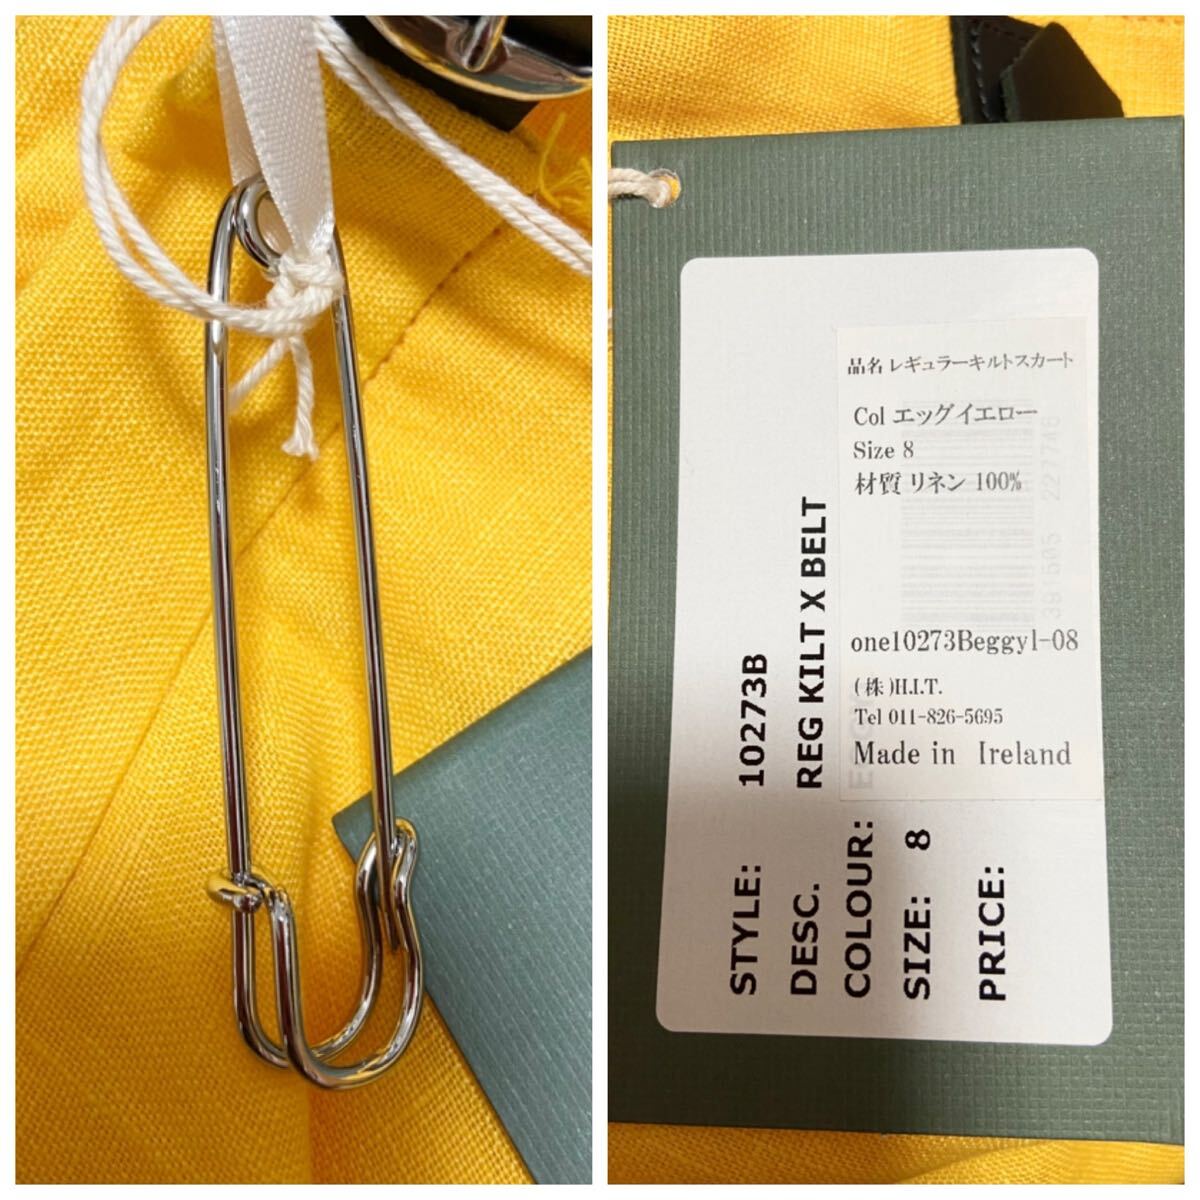 品名 レギュラーキルトスカート
Col エッグイエロー
Size 8
材質 リネン 100%
one10273Beggy1-08
(株)H.I.T.
Tel 011-826-5695
Made in Ireland
STYLE: 10273B
DESC. REG KILT X BELT
COLOUR:
SIZE: 8
PRICE: